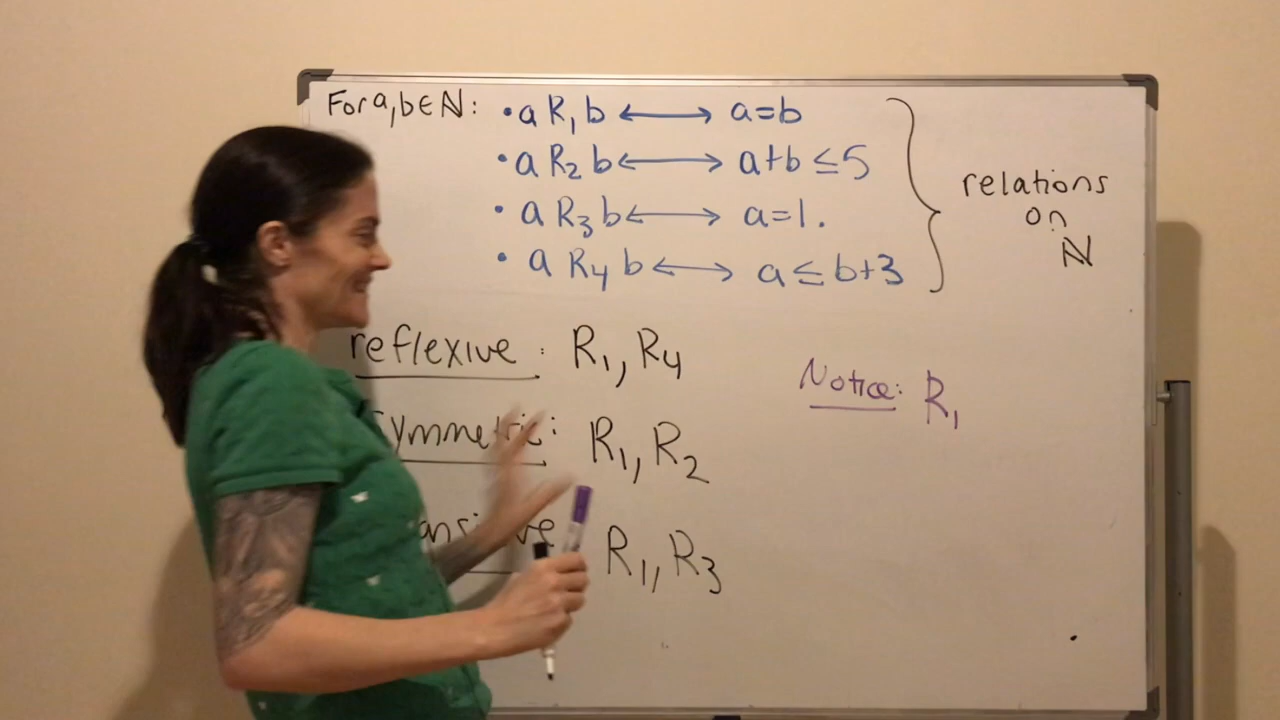 For a,b∈ℕ: • a R₁ b ⟷ a=b
• a R₂ b ⟷ a+b ≤5
• a R₃ b ⟷ a=1.
• a R₄ b ⟷ a ≤ b+3
relations
on
ℕ
reflexive : R₁, R₄
Notice: R₁
ymmetric: R₁, R₂
R₁, R₃